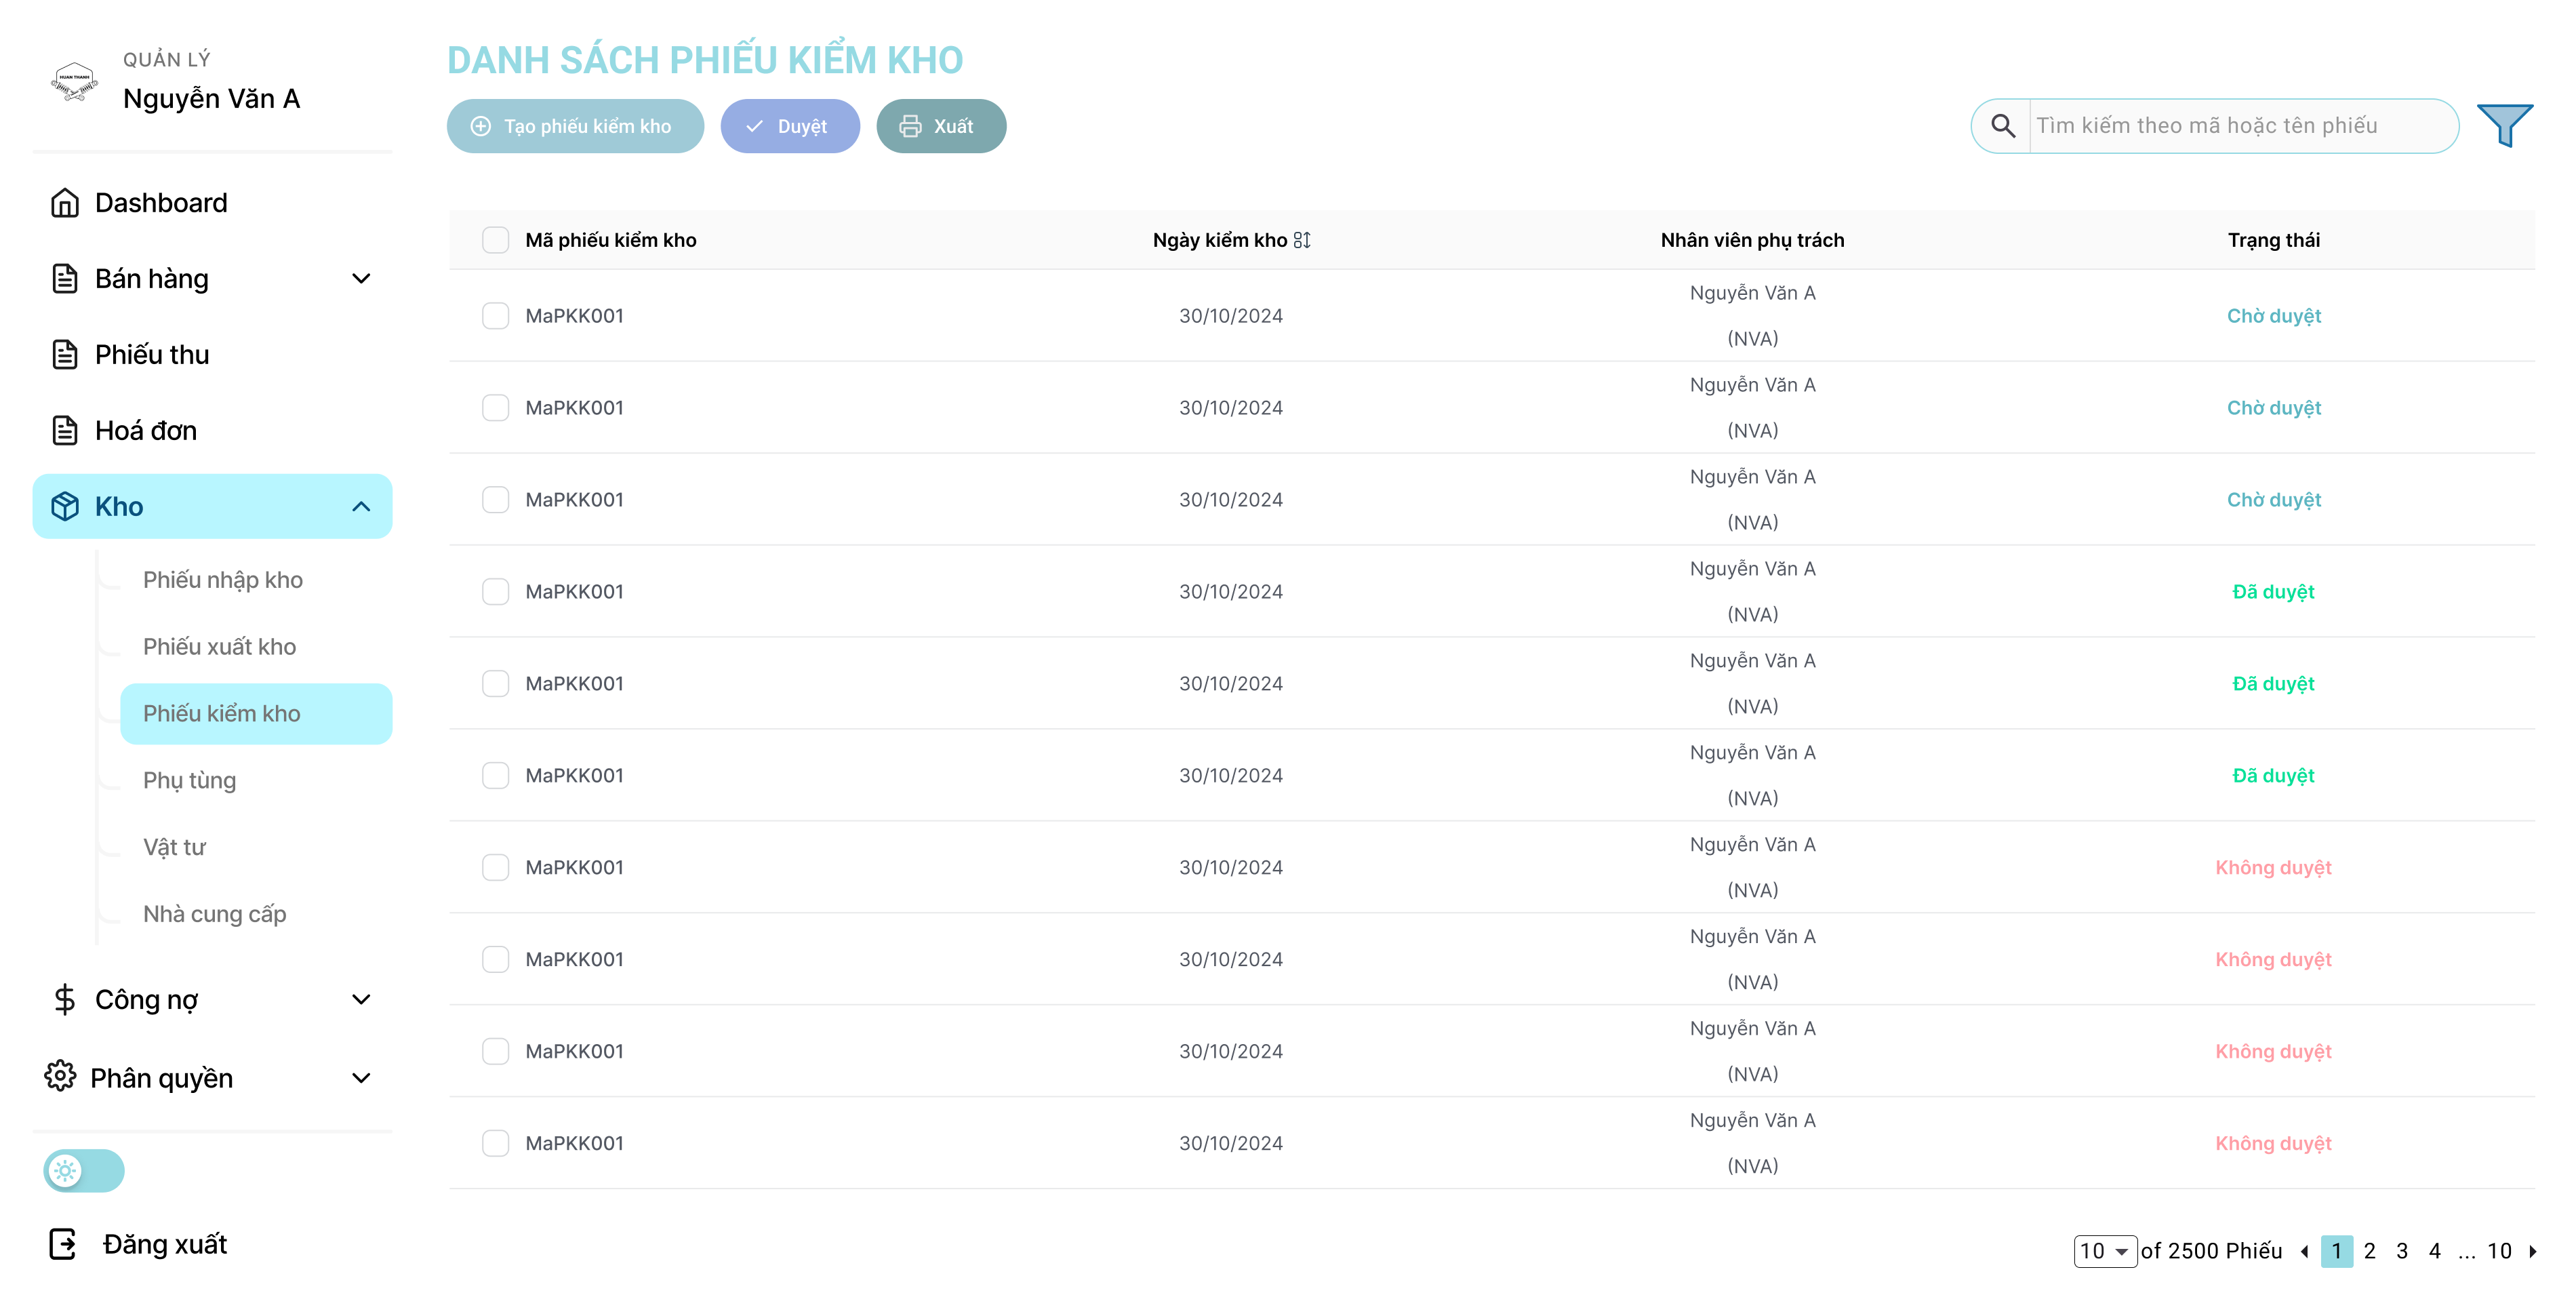 HUAN THANH
QUẢN LÝ
Nguyễn Văn A
Dashboard
Bán hàng
Phiếu thu
Hoá đơn
Kho
Phiếu nhập kho
Phiếu xuất kho
Phiếu kiểm kho
Phụ tùng
Vật tư
Nhà cung cấp
Công nợ
Phân quyền
Đăng xuất
DANH SÁCH PHIẾU KIỂM KHO
Tạo phiếu kiểm kho Duyệt Xuất
Tìm kiếm theo mã hoặc tên phiếu
Mã phiếu kiểm kho Ngày kiểm kho Nhân viên phụ trách Trạng thái
MaPKK001 30/10/2024 Nguyễn Văn A Chờ duyệt
(NVA)
MaPKK001 30/10/2024 Nguyễn Văn A Chờ duyệt
(NVA)
MaPKK001 30/10/2024 Nguyễn Văn A Chờ duyệt
(NVA)
MaPKK001 30/10/2024 Nguyễn Văn A Đã duyệt
(NVA)
MaPKK001 30/10/2024 Nguyễn Văn A Đã duyệt
(NVA)
MaPKK001 30/10/2024 Nguyễn Văn A Đã duyệt
(NVA)
MaPKK001 30/10/2024 Nguyễn Văn A Không duyệt
(NVA)
MaPKK001 30/10/2024 Nguyễn Văn A Không duyệt
(NVA)
MaPKK001 30/10/2024 Nguyễn Văn A Không duyệt
(NVA)
MaPKK001 30/10/2024 Nguyễn Văn A Không duyệt
(NVA)
10 of 2500 Phiếu 1 2 3 4 ... 10